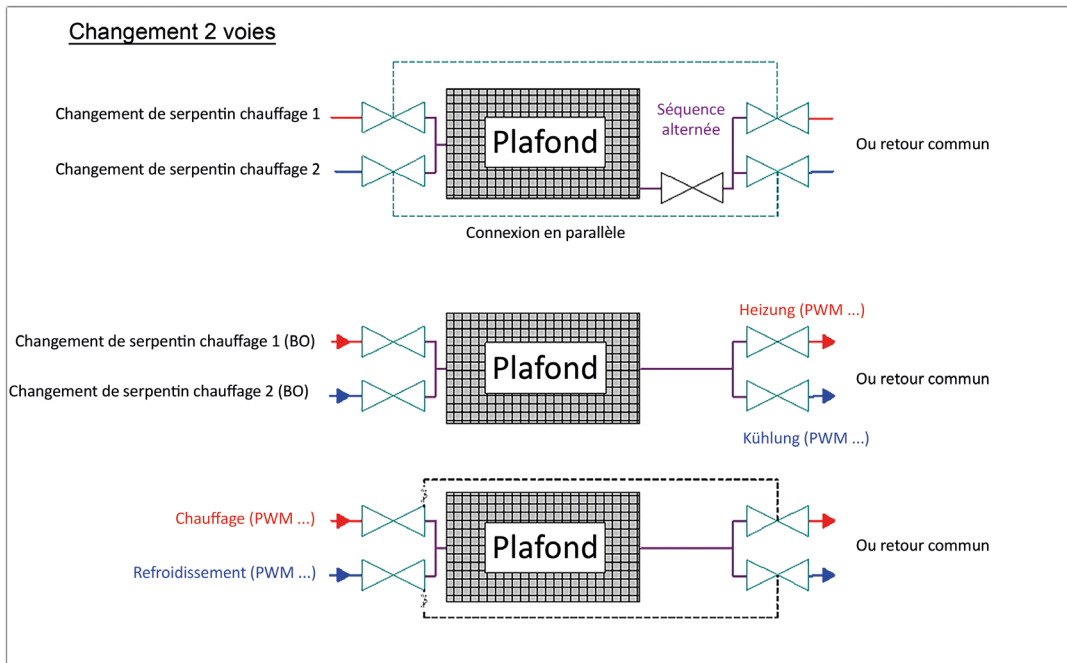 Changement 2 voies
Changement de serpentin chauffage 1
Plafond
Séquence
alternée
Changement de serpentin chauffage 2
Ou retour commun
Connexion en parallèle
Heizung (PWM ...)
Changement de serpentin chauffage 1 (BO)
Plafond
Changement de serpentin chauffage 2 (BO)
Ou retour commun
Kühlung (PWM ...)
Chauffage (PWM ...)
Plafond
Refroidissement (PWM ...)
Ou retour commun